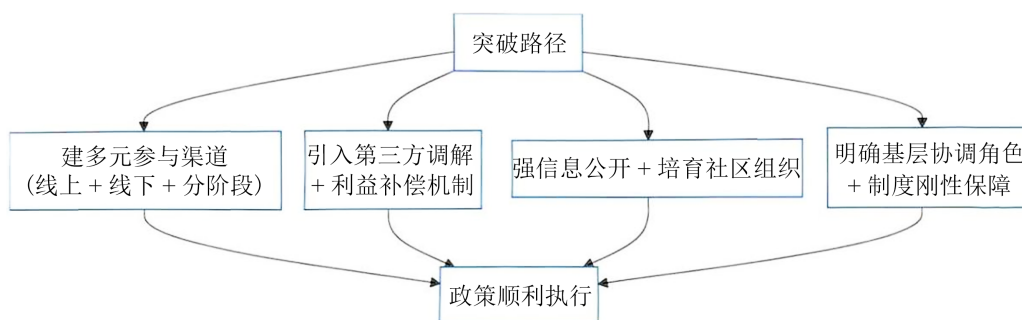 突破路径
建多元参与渠道
(线上+线下+分阶段)
引入第三方调解
+利益补偿机制
强信息公开+培育社区组织
明确基层协调角色
+制度刚性保障
政策顺利执行